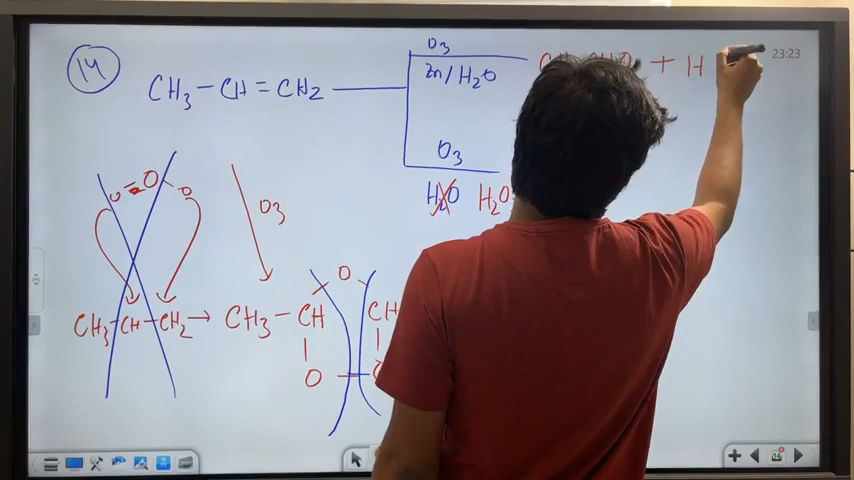 14
CH3-CH=CH2
O3
Zn/H2O
+ H
O3
H2O H2O
23:23
O=O-O
O3
CH3-CH-CH2→
CH3-CH
O
CH
O